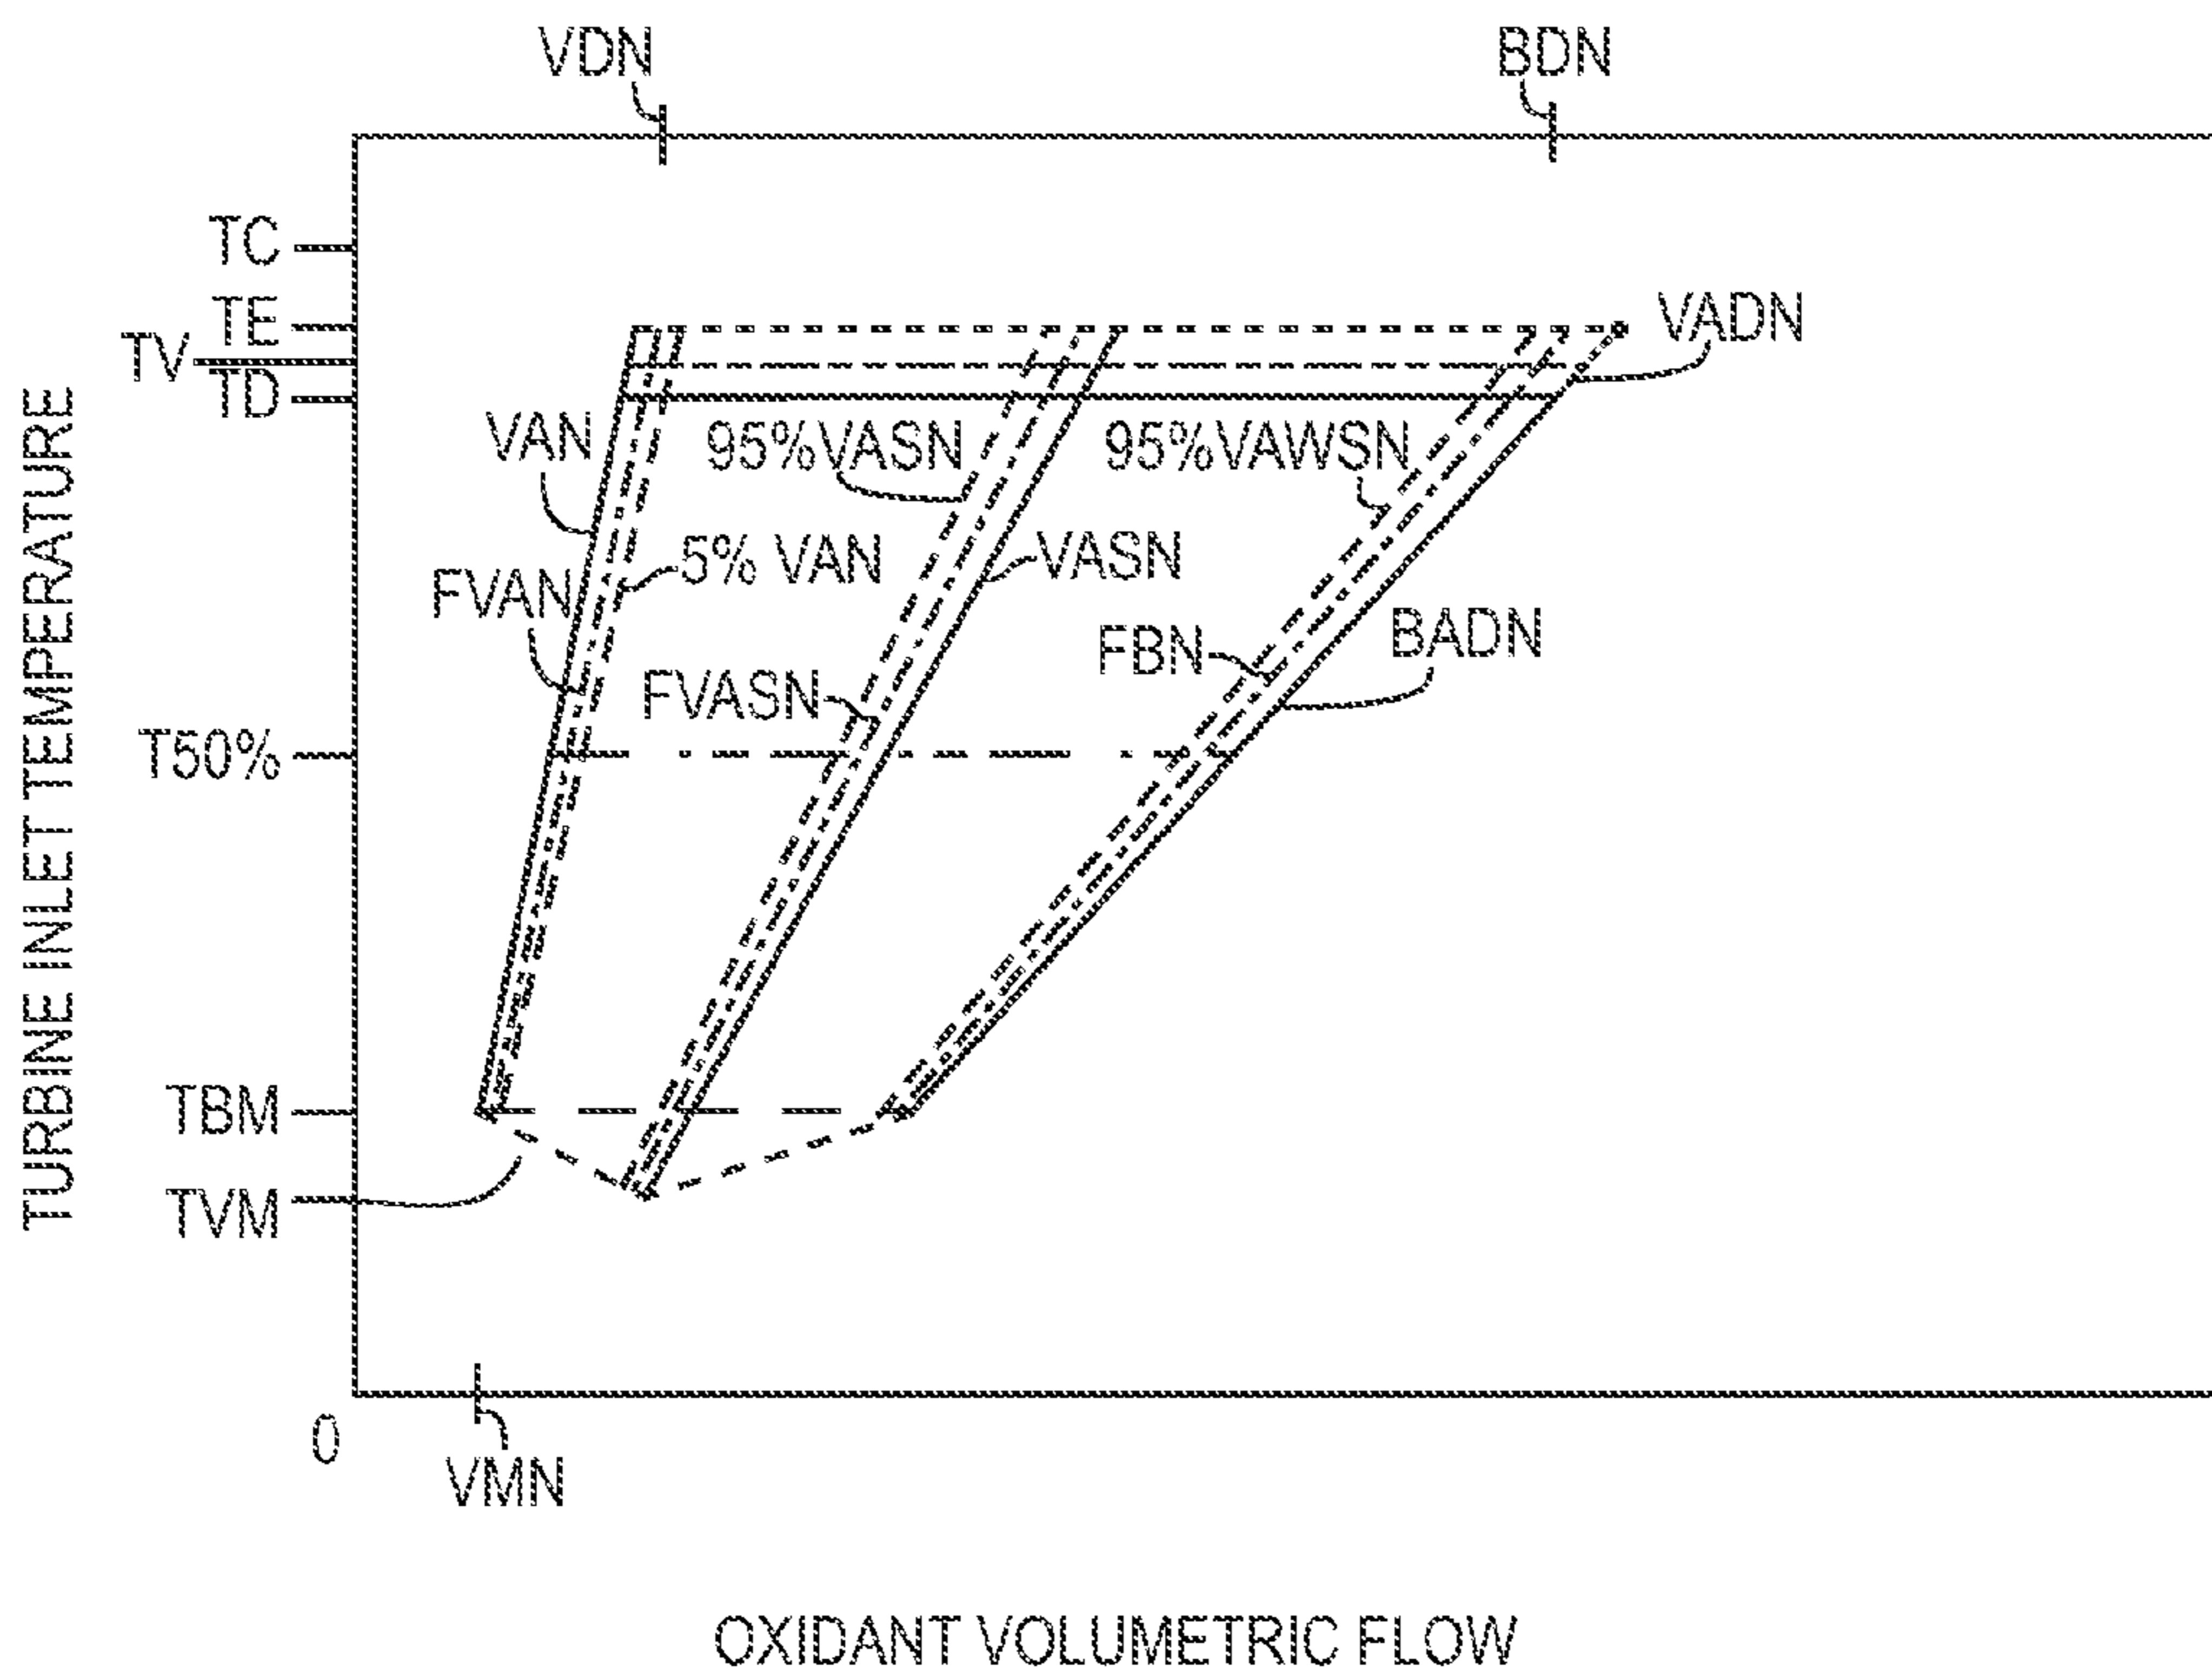 VDN
BDN
TC
TE
VADN
TV
TD
VAN
95%VASN
95%VAWSN
5% VAN
VASN
FVAN
FBN
BADN
FVASN
T50%
TBM
TVM
0
VMN
TURBINE INLET TEMPERATURE
OXIDANT VOLUMETRIC FLOW